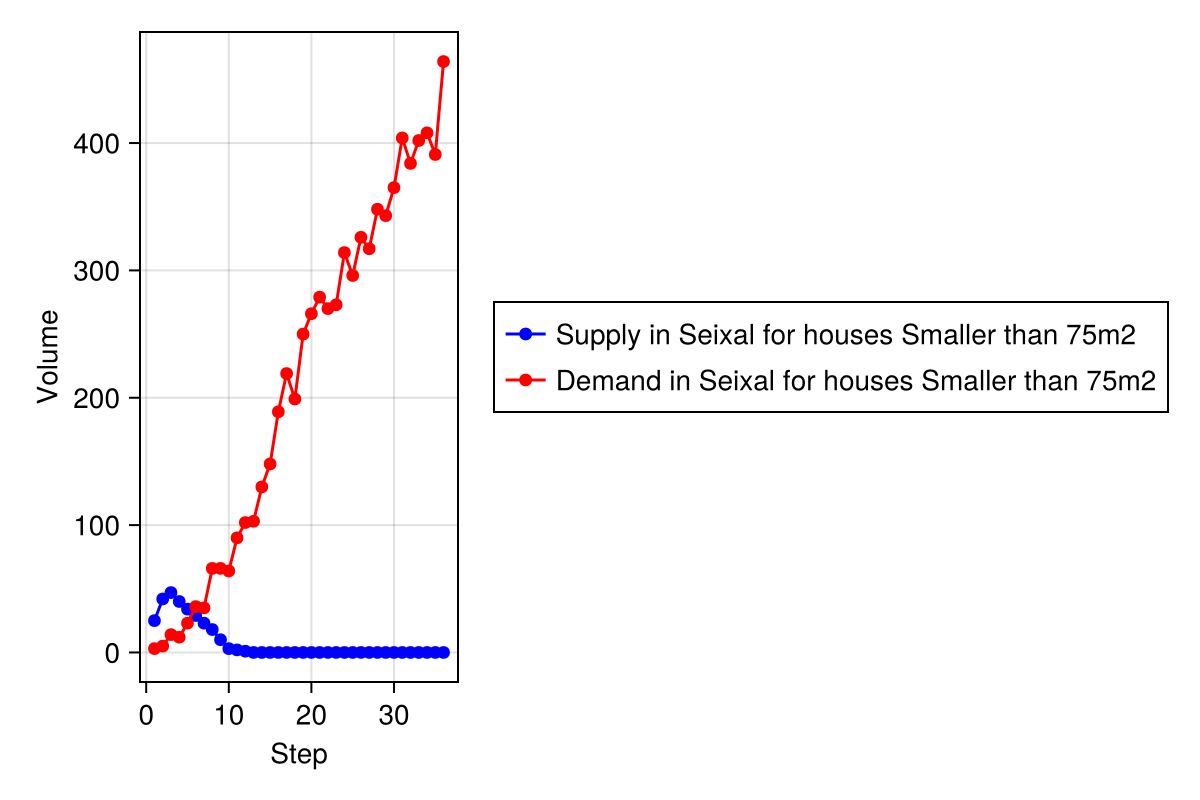 400
300
200
100
0
Volume
0 10 20 30
Step
Supply in Seixal for houses Smaller than 75m2
Demand in Seixal for houses Smaller than 75m2